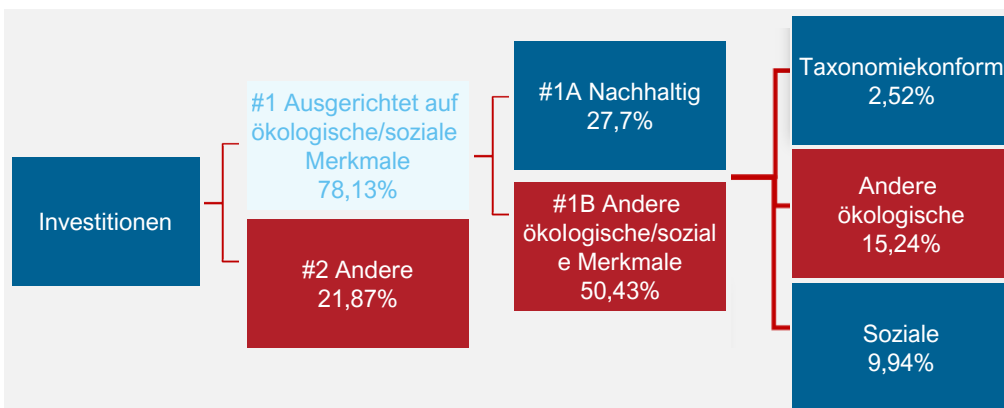 Investitionen
#1 Ausgerichtet auf
ökologische/soziale
Merkmale
78,13%
#2 Andere
21,87%
#1A Nachhaltig
27,7%
#1B Andere
ökologische/sozial
e Merkmale
50,43%
Taxonomiekonform
2,52%
Andere
ökologische
15,24%
Soziale
9,94%